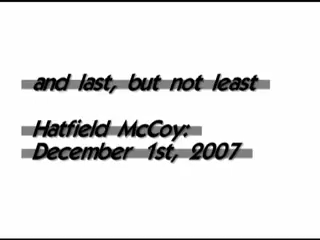 and last, but not least
Hatfield McCoy:
December 1st, 2007